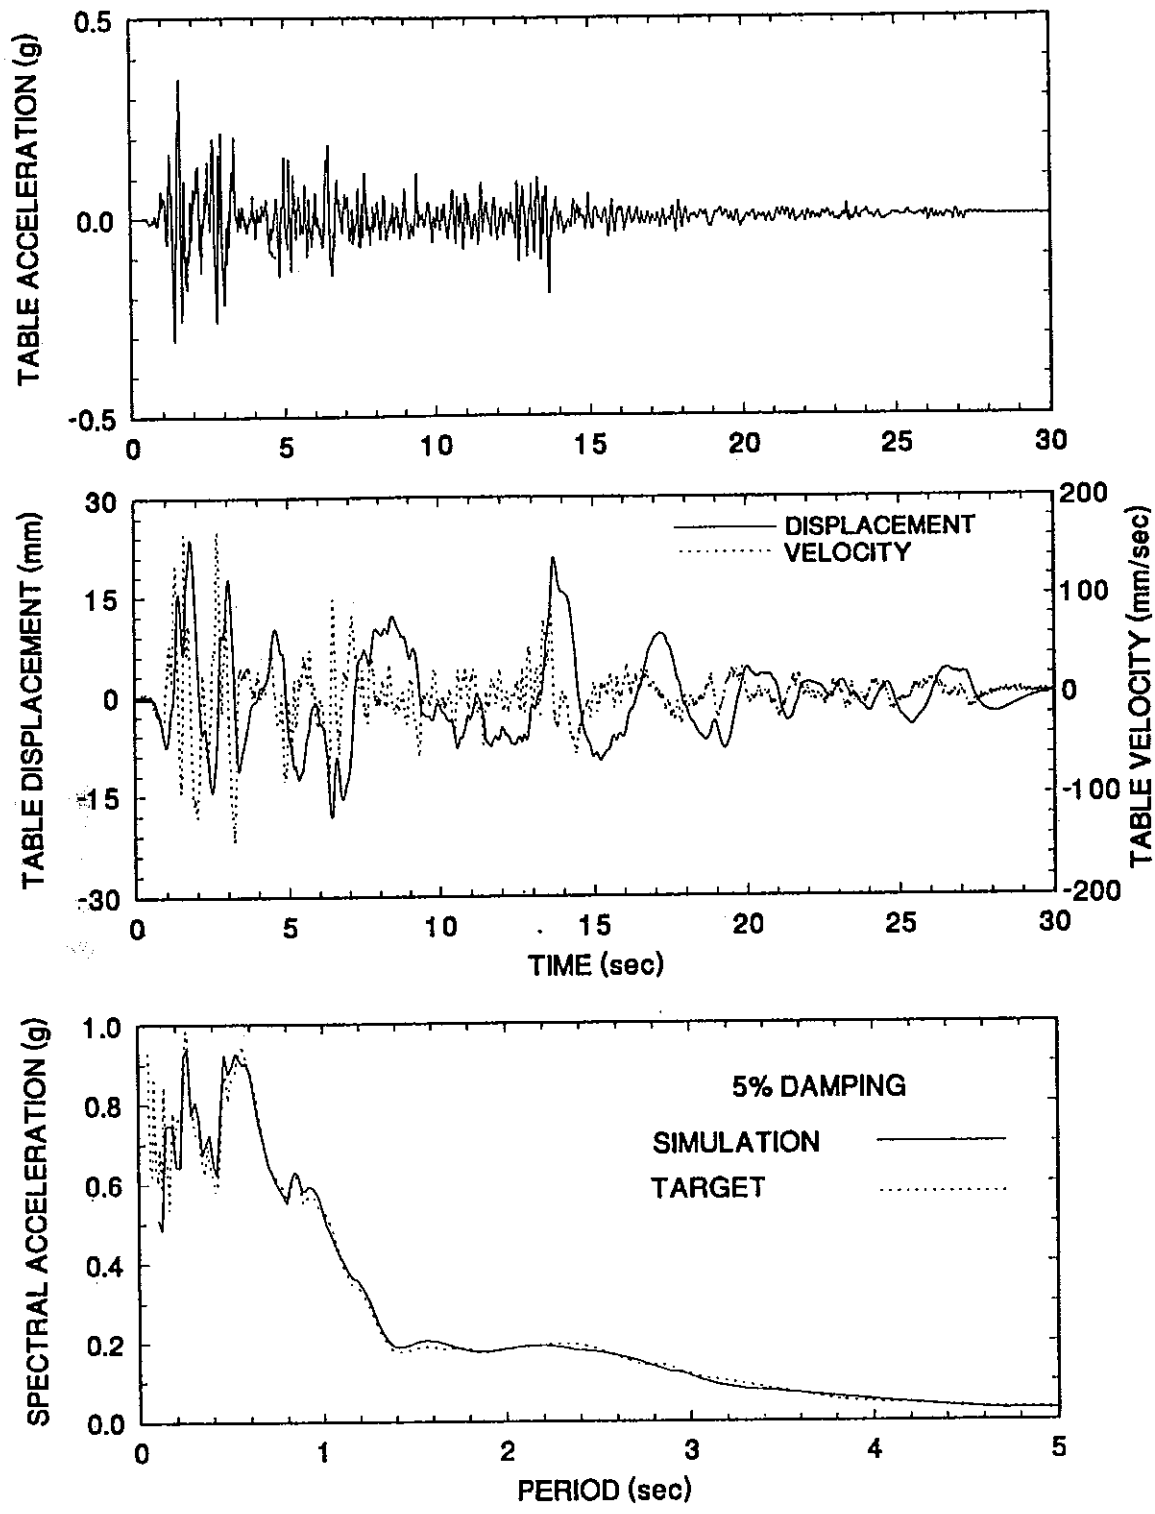 TABLE ACCELERATION (g)
0.5
0.0
-0.5
0 5 10 15 20 25 30
TABLE DISPLACEMENT (mm)
30
15
0
-15
-30
DISPLACEMENT
VELOCITY
200
100
0
-100
-200
TABLE VELOCITY (mm/sec)
0 5 10 15 20 25 30
TIME (sec)
SPECTRAL ACCELERATION (g)
1.0
0.8
0.6
0.4
0.2
0.0
5% DAMPING
SIMULATION
TARGET
0 1 2 3 4 5
PERIOD (sec)